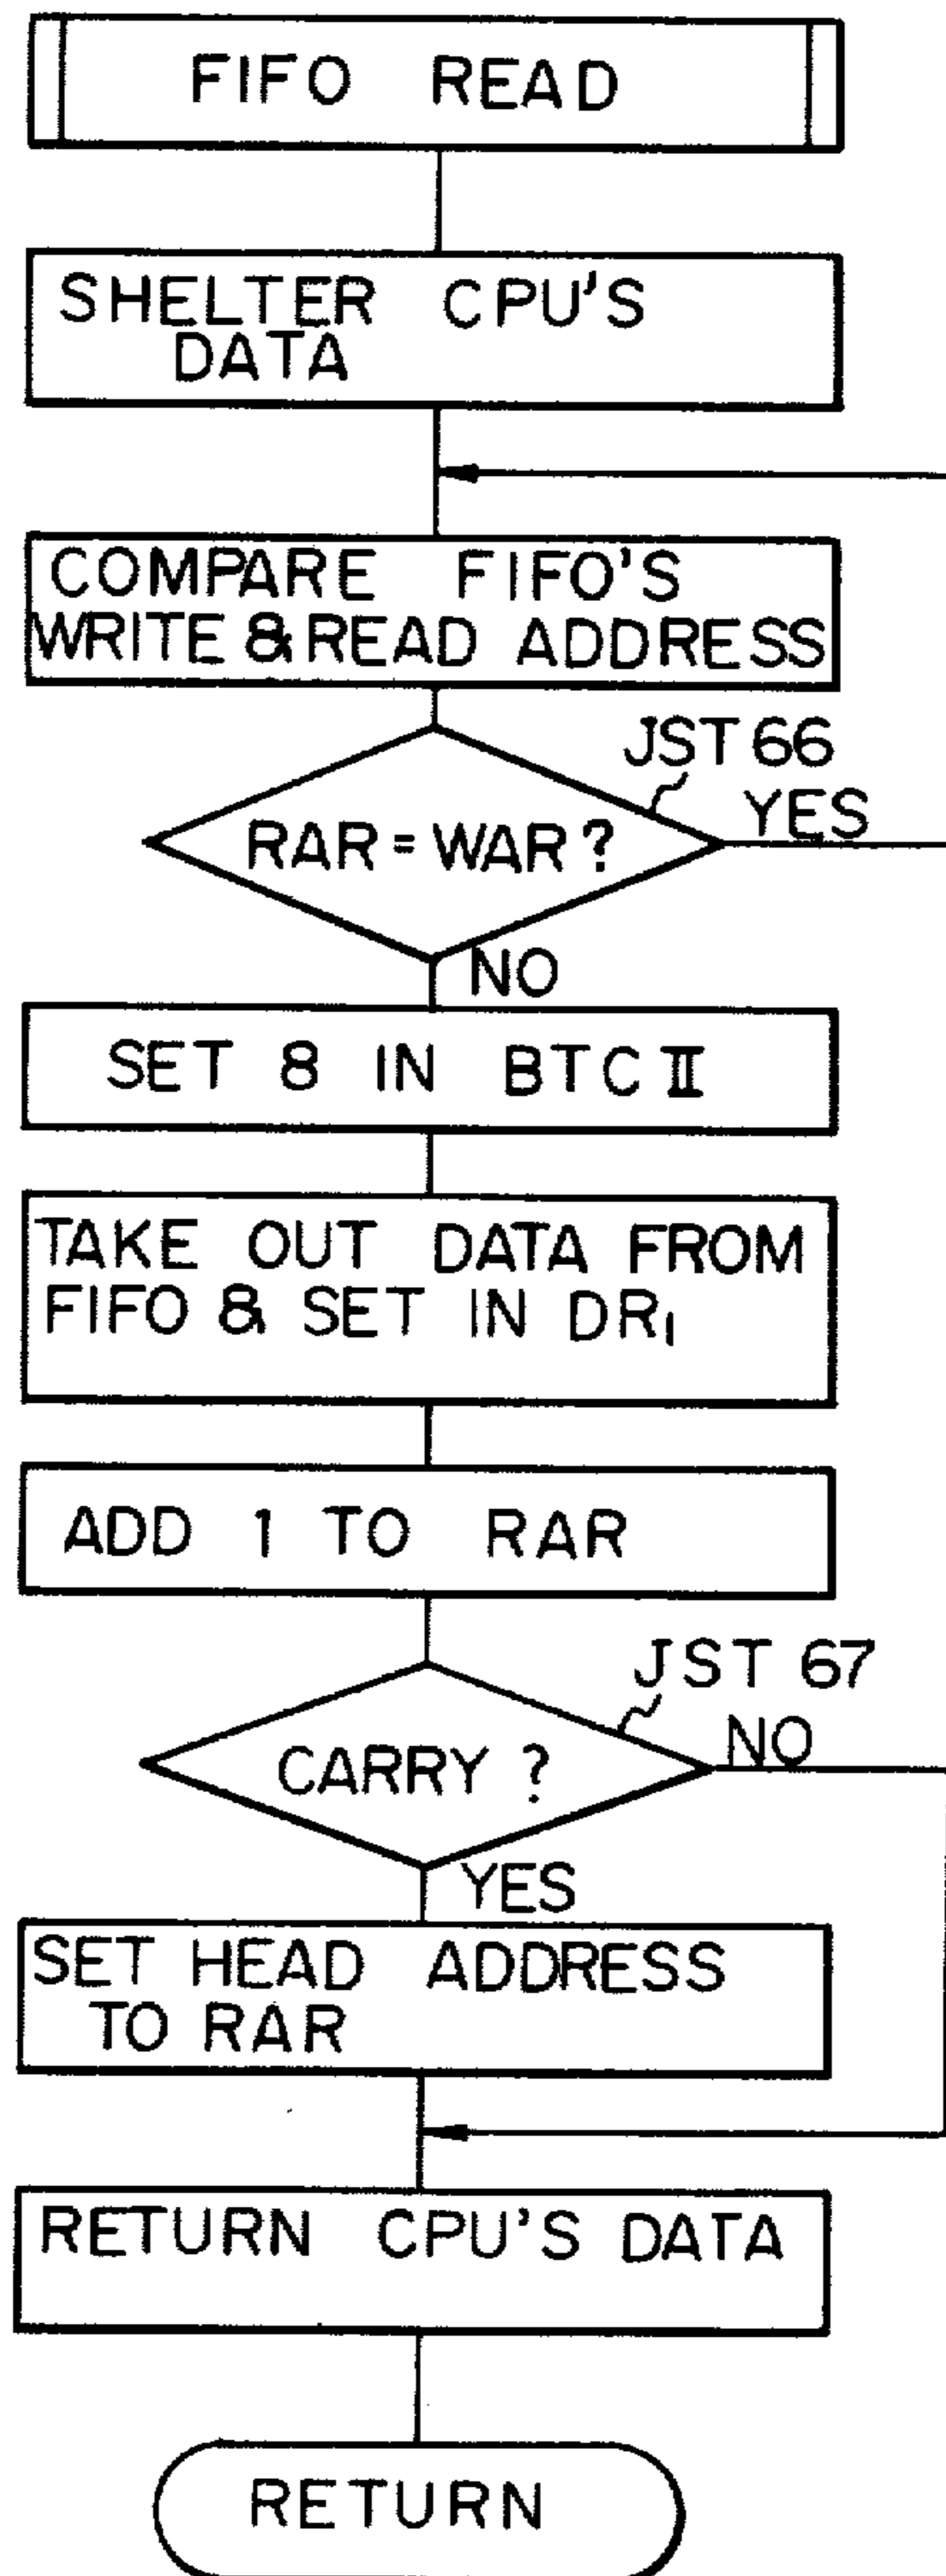 FIFO READ
SHELTER CPU'S
DATA
COMPARE FIFO'S
WRITE & READ ADDRESS
JST 66
YES
RAR = WAR ?
NO
SET 8 IN BTC II
TAKE OUT DATA FROM
FIFO & SET IN DR1
ADD 1 TO RAR
JST 67
NO
CARRY ?
YES
SET HEAD ADDRESS
TO RAR
RETURN CPU'S DATA
RETURN